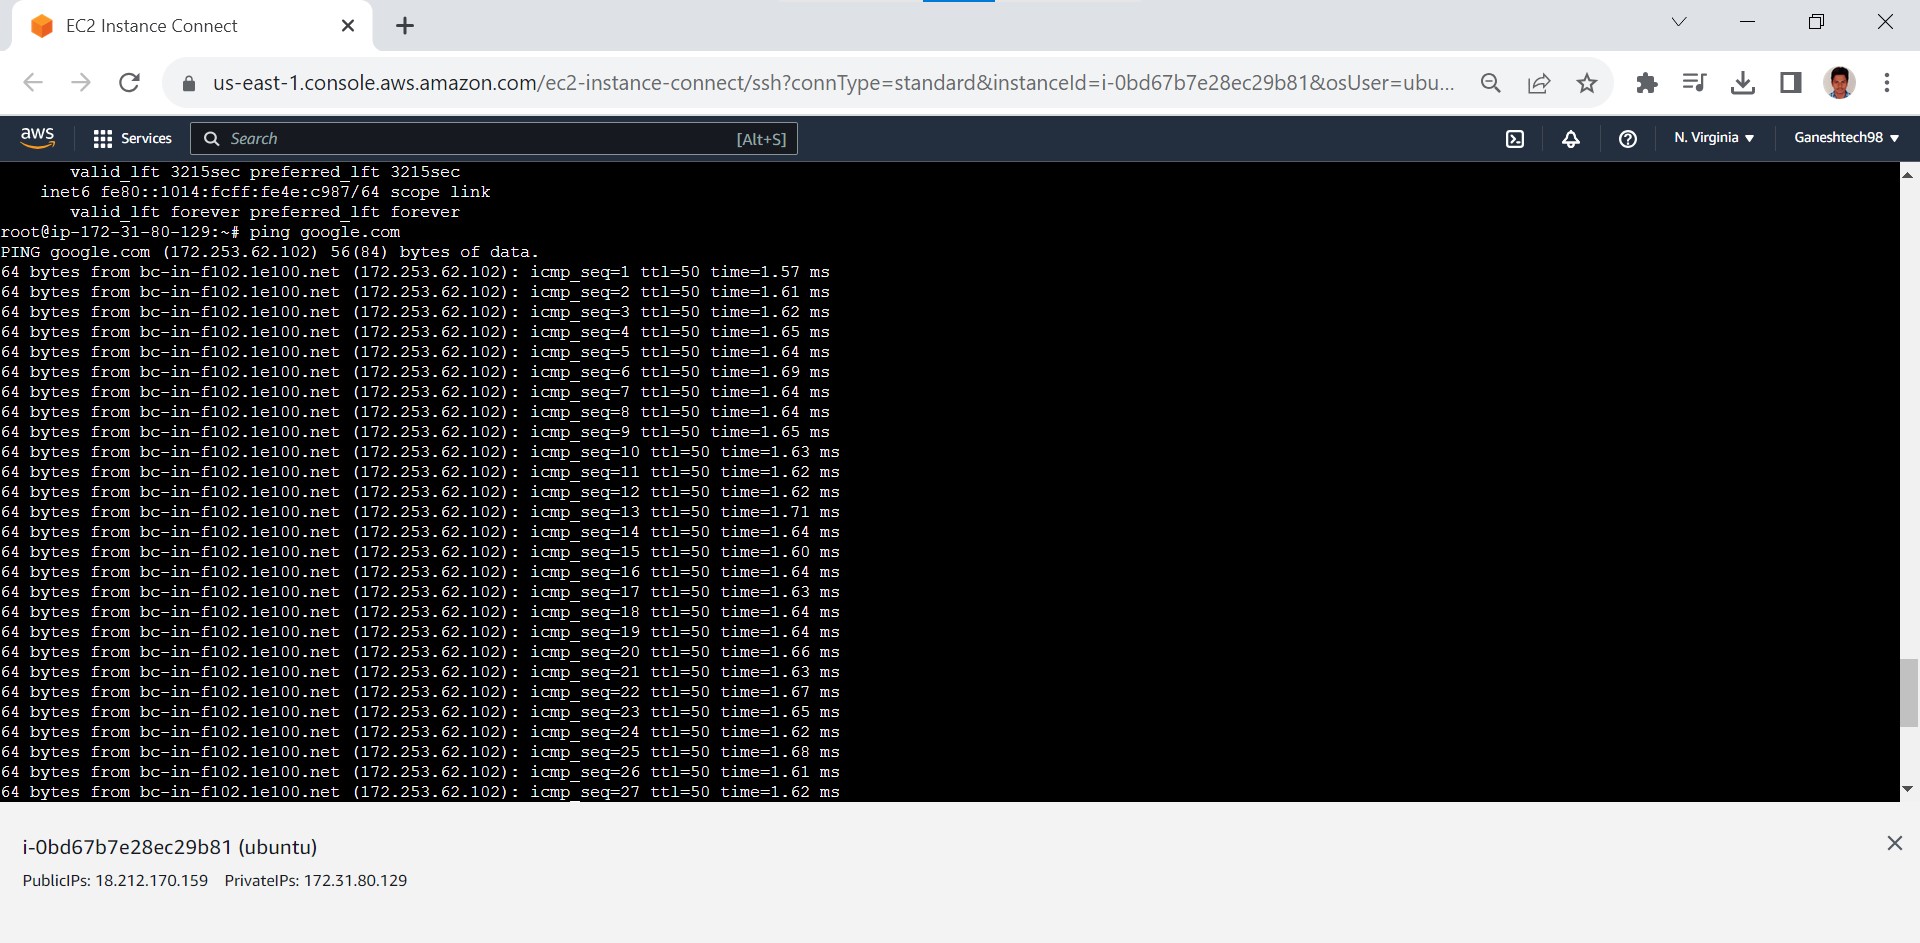 EC2 Instance Connect
us-east-1.console.aws.amazon.com/ec2-instance-connect/ssh?connType=standard&instanceId=i-0bd67b7e28ec29b81&osUser=ubu...
aws Services Search [Alt+S] N. Virginia Ganeshtech98
valid_lft 3215sec preferred_lft 3215sec
inet6 fe80::1014:fcff:fe4e:c987/64 scope link
valid_lft forever preferred_lft forever
root@ip-172-31-80-129:~# ping google.com
PING google.com (172.253.62.102) 56(84) bytes of data.
64 bytes from bc-in-f102.1e100.net (172.253.62.102): icmp_seq=1 ttl=50 time=1.57 ms
64 bytes from bc-in-f102.1e100.net (172.253.62.102): icmp_seq=2 ttl=50 time=1.61 ms
64 bytes from bc-in-f102.1e100.net (172.253.62.102): icmp_seq=3 ttl=50 time=1.62 ms
64 bytes from bc-in-f102.1e100.net (172.253.62.102): icmp_seq=4 ttl=50 time=1.65 ms
64 bytes from bc-in-f102.1e100.net (172.253.62.102): icmp_seq=5 ttl=50 time=1.64 ms
64 bytes from bc-in-f102.1e100.net (172.253.62.102): icmp_seq=6 ttl=50 time=1.69 ms
64 bytes from bc-in-f102.1e100.net (172.253.62.102): icmp_seq=7 ttl=50 time=1.64 ms
64 bytes from bc-in-f102.1e100.net (172.253.62.102): icmp_seq=8 ttl=50 time=1.64 ms
64 bytes from bc-in-f102.1e100.net (172.253.62.102): icmp_seq=9 ttl=50 time=1.65 ms
64 bytes from bc-in-f102.1e100.net (172.253.62.102): icmp_seq=10 ttl=50 time=1.63 ms
64 bytes from bc-in-f102.1e100.net (172.253.62.102): icmp_seq=11 ttl=50 time=1.62 ms
64 bytes from bc-in-f102.1e100.net (172.253.62.102): icmp_seq=12 ttl=50 time=1.62 ms
64 bytes from bc-in-f102.1e100.net (172.253.62.102): icmp_seq=13 ttl=50 time=1.71 ms
64 bytes from bc-in-f102.1e100.net (172.253.62.102): icmp_seq=14 ttl=50 time=1.64 ms
64 bytes from bc-in-f102.1e100.net (172.253.62.102): icmp_seq=15 ttl=50 time=1.60 ms
64 bytes from bc-in-f102.1e100.net (172.253.62.102): icmp_seq=16 ttl=50 time=1.64 ms
64 bytes from bc-in-f102.1e100.net (172.253.62.102): icmp_seq=17 ttl=50 time=1.63 ms
64 bytes from bc-in-f102.1e100.net (172.253.62.102): icmp_seq=18 ttl=50 time=1.64 ms
64 bytes from bc-in-f102.1e100.net (172.253.62.102): icmp_seq=19 ttl=50 time=1.64 ms
64 bytes from bc-in-f102.1e100.net (172.253.62.102): icmp_seq=20 ttl=50 time=1.66 ms
64 bytes from bc-in-f102.1e100.net (172.253.62.102): icmp_seq=21 ttl=50 time=1.63 ms
64 bytes from bc-in-f102.1e100.net (172.253.62.102): icmp_seq=22 ttl=50 time=1.67 ms
64 bytes from bc-in-f102.1e100.net (172.253.62.102): icmp_seq=23 ttl=50 time=1.65 ms
64 bytes from bc-in-f102.1e100.net (172.253.62.102): icmp_seq=24 ttl=50 time=1.62 ms
64 bytes from bc-in-f102.1e100.net (172.253.62.102): icmp_seq=25 ttl=50 time=1.68 ms
64 bytes from bc-in-f102.1e100.net (172.253.62.102): icmp_seq=26 ttl=50 time=1.61 ms
64 bytes from bc-in-f102.1e100.net (172.253.62.102): icmp_seq=27 ttl=50 time=1.62 ms
i-0bd67b7e28ec29b81 (ubuntu)
PublicIPs: 18.212.170.159 PrivateIPs: 172.31.80.129